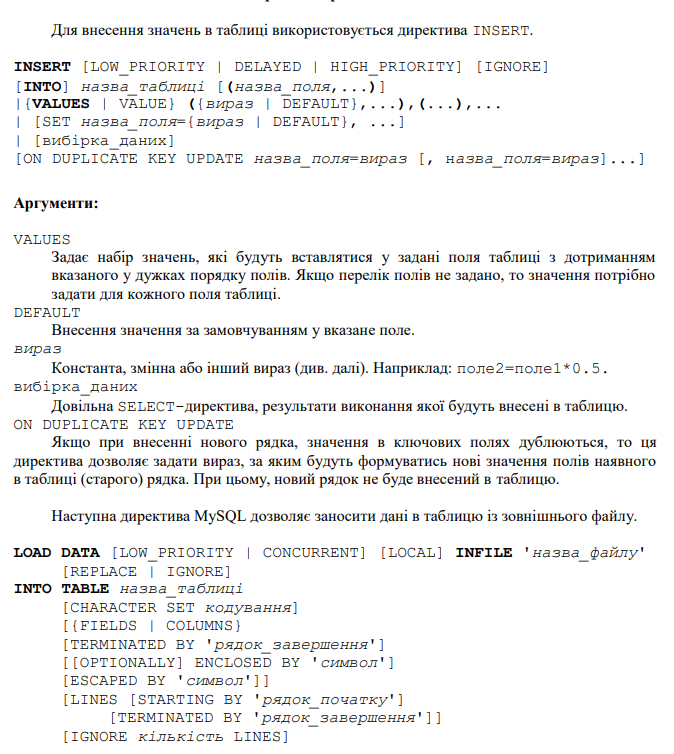 Для внесення значень в таблиці використовується директива INSERT.
INSERT [LOW_PRIORITY | DELAYED | HIGH_PRIORITY] [IGNORE]
[INTO] назва_таблиці [(назва_поля,...)]
|{VALUES | VALUE} ({вираз | DEFAULT},...),(...),...
| [SET назва_поля={вираз | DEFAULT}, ...]
| [вибірка_даних]
[ON DUPLICATE KEY UPDATE назва_поля=вираз [, назва_поля=вираз]...]
Аргументи:
VALUES
Задає набір значень, які будуть вставлятися у задані поля таблиці з дотриманням
вказаного у дужках порядку полів. Якщо перелік полів не задано, то значення потрібно
задати для кожного поля таблиці.
DEFAULT
Внесення значення за замовчуванням у вказане поле.
вираз
Константа, змінна або інший вираз (див. далі). Наприклад: поле2=поле1*0.5.
вибірка_даних
Довільна SELECT-директива, результати виконання якої будуть внесені в таблицю.
ON DUPLICATE KEY UPDATE
Якщо при внесенні нового рядка, значення в ключових полях дублюються, то ця
директива дозволяє задати вираз, за яким будуть формуватись нові значення полів наявного
в таблиці (старого) рядка. При цьому, новий рядок не буде внесений в таблицю.
Наступна директива MySQL дозволяє заносити дані в таблицю із зовнішнього файлу.
LOAD DATA [LOW_PRIORITY | CONCURRENT] [LOCAL] INFILE 'назва_файлу'
[REPLACE | IGNORE]
INTO TABLE назва_таблиці
[CHARACTER SET кодування]
[{FIELDS | COLUMNS}
[TERMINATED BY 'рядок_завершення']
[[OPTIONALLY] ENCLOSED BY 'символ']
[ESCAPED BY 'символ']]
[LINES [STARTING BY 'рядок_початку']
[TERMINATED BY 'рядок_завершення']]
[IGNORE кількість LINES]